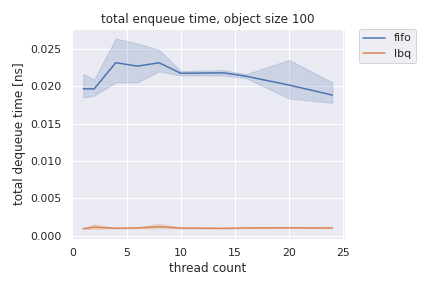 total enqueue time, object size 100
fifo
lbq
total dequeue time [ns]
0.025
0.020
0.015
0.010
0.005
0.000
0 5 10 15 20 25
thread count